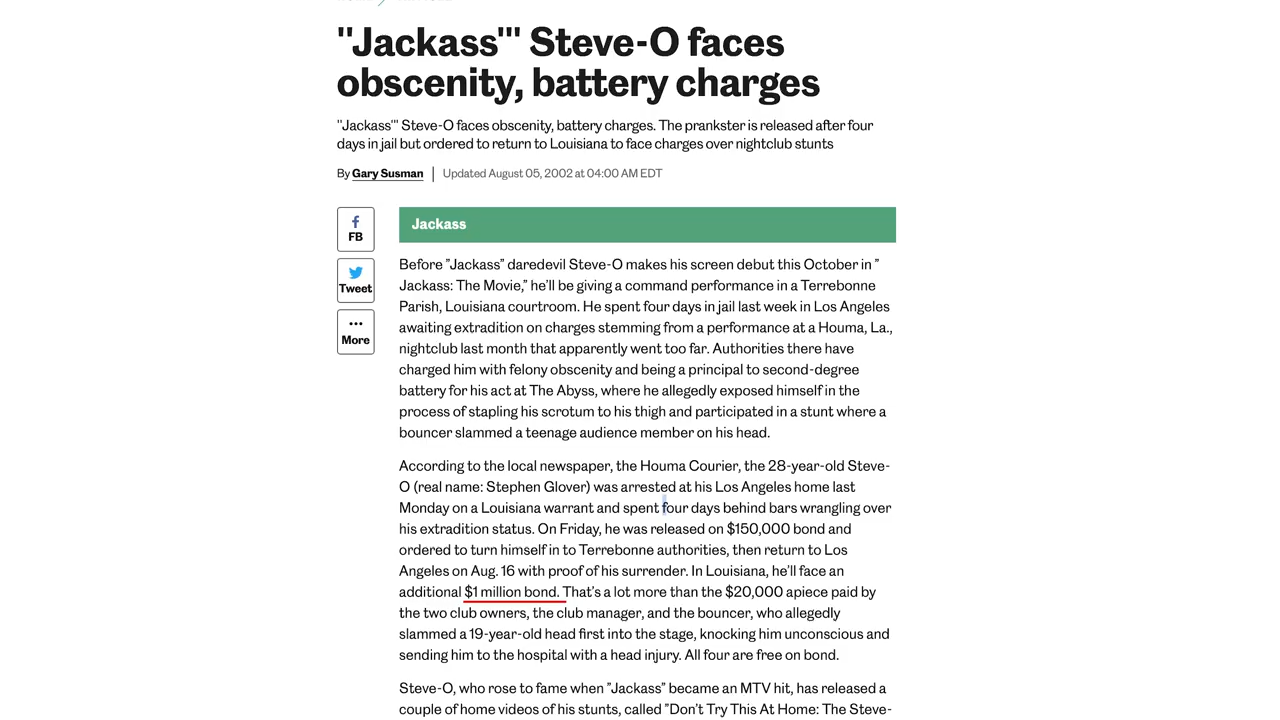 "Jackass'" Steve-O faces
obscenity, battery charges
"Jackass'" Steve-O faces obscenity, battery charges. The prankster is released after four
days in jail but ordered to return to Louisiana to face charges over nightclub stunts
By Gary Susman | Updated August 05, 2002 at 04:00 AM EDT
FB
Tweet
More
Jackass
Before "Jackass" daredevil Steve-O makes his screen debut this October in "
Jackass: The Movie," he'll be giving a command performance in a Terrebonne
Parish, Louisiana courtroom. He spent four days in jail last week in Los Angeles
awaiting extradition on charges stemming from a performance at a Houma, La.,
nightclub last month that apparently went too far. Authorities there have
charged him with felony obscenity and being a principal to second-degree
battery for his act at The Abyss, where he allegedly exposed himself in the
process of stapling his scrotum to his thigh and participated in a stunt where a
bouncer slammed a teenage audience member on his head.
According to the local newspaper, the Houma Courier, the 28-year-old Steve-
O (real name: Stephen Glover) was arrested at his Los Angeles home last
Monday on a Louisiana warrant and spent four days behind bars wrangling over
his extradition status. On Friday, he was released on $150,000 bond and
ordered to turn himself in to Terrebonne authorities, then return to Los
Angeles on Aug. 16 with proof of his surrender. In Louisiana, he'll face an
additional $1 million bond. That's a lot more than the $20,000 apiece paid by
the two club owners, the club manager, and the bouncer, who allegedly
slammed a 19-year-old head first into the stage, knocking him unconscious and
sending him to the hospital with a head injury. All four are free on bond.
Steve-O, who rose to fame when "Jackass" became an MTV hit, has released a
couple of home videos of his stunts, called "Don't Try This At Home: The Steve-